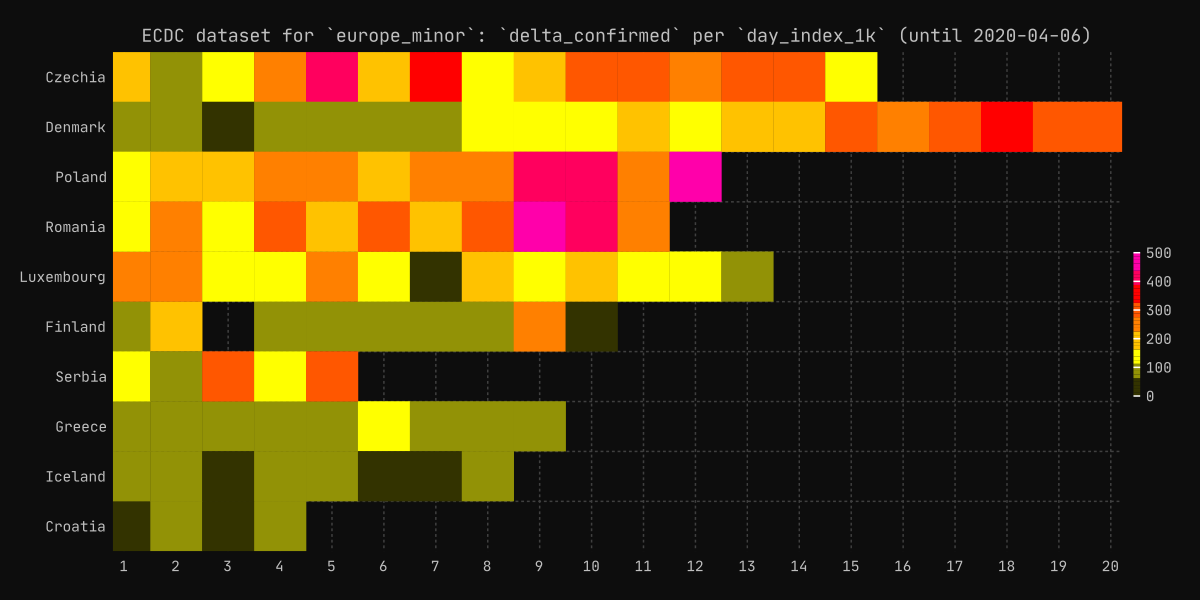 ECDC dataset for `europe_minor`: `delta_confirmed` per `day_index_1k` (until 2020-04-06)
Czechia
Denmark
Poland
Romania
Luxembourg
Finland
Serbia
Greece
Iceland
Croatia
500
400
300
200
100
0
1 2 3 4 5 6 7 8 9 10 11 12 13 14 15 16 17 18 19 20